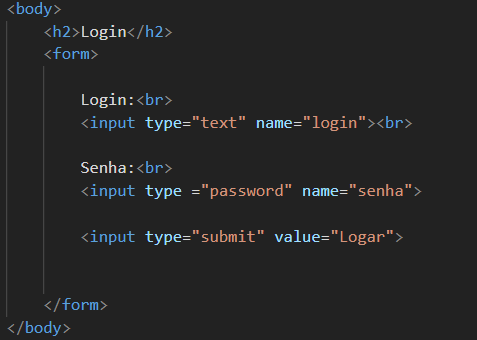 <body>
<h2>Login</h2>
<form>
Login:<br>
<input type="text" name="login"><br>
Senha:<br>
<input type ="password" name="senha">
<input type="submit" value="Logar">
</form>
</body>